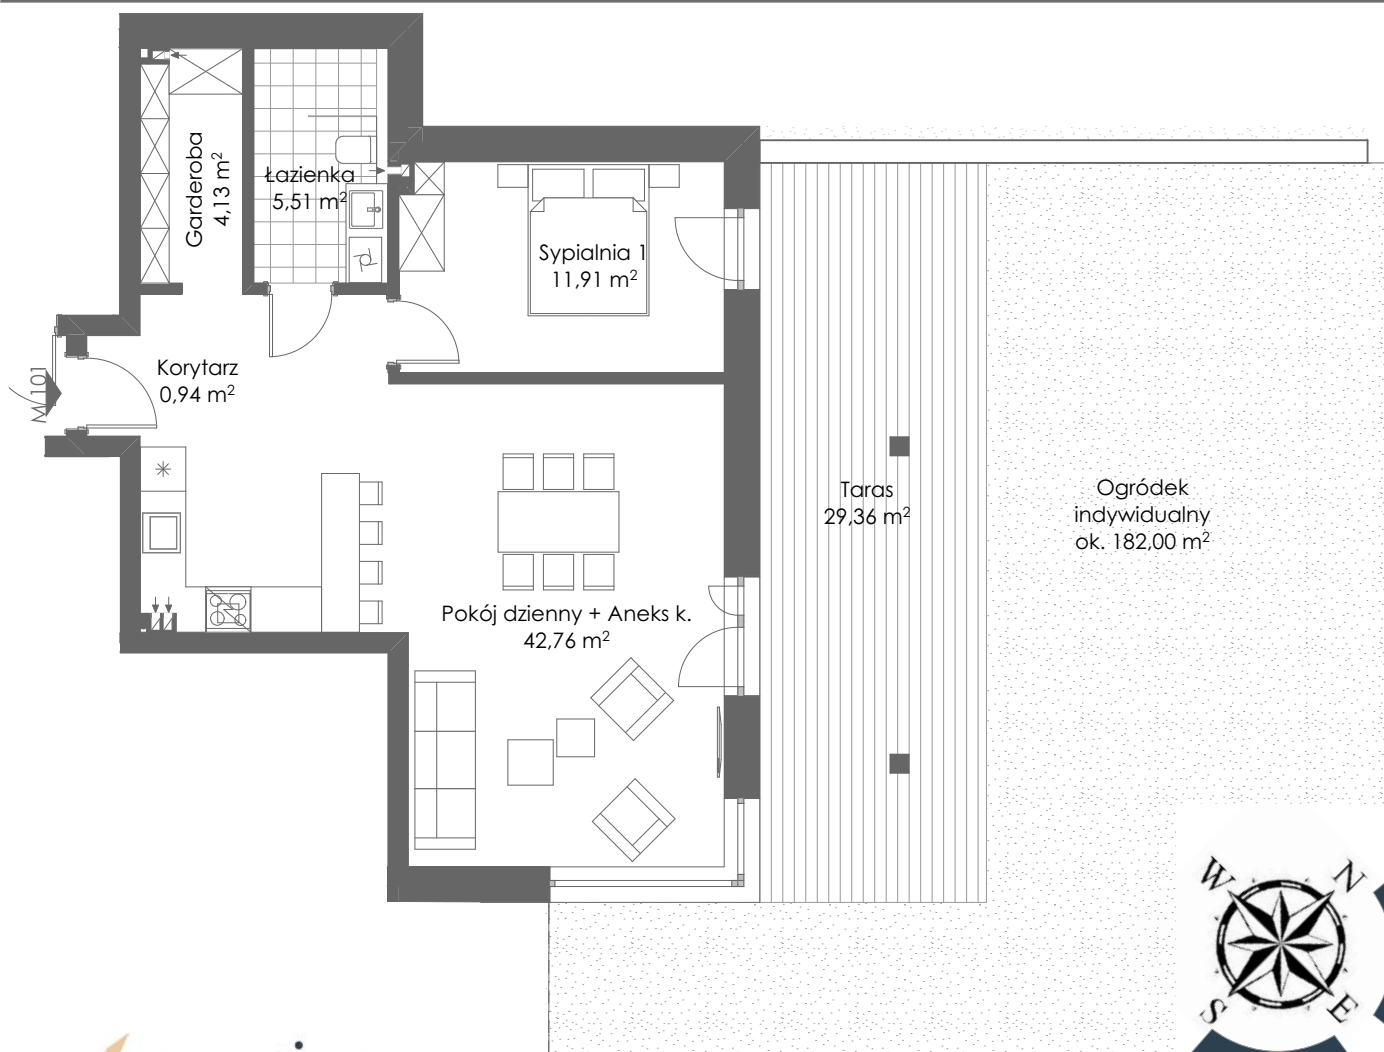 Garderoba
4,13 m²
Łazienka
5,51 m²
Sypialnia 1
11,91 m²
Korytarz
0,94 m²
M 101
Taras
29,36 m²
Ogródek
indywidualny
ok. 182,00 m²
Pokój dzienny + Aneks k.
42,76 m²
W
N
S
E